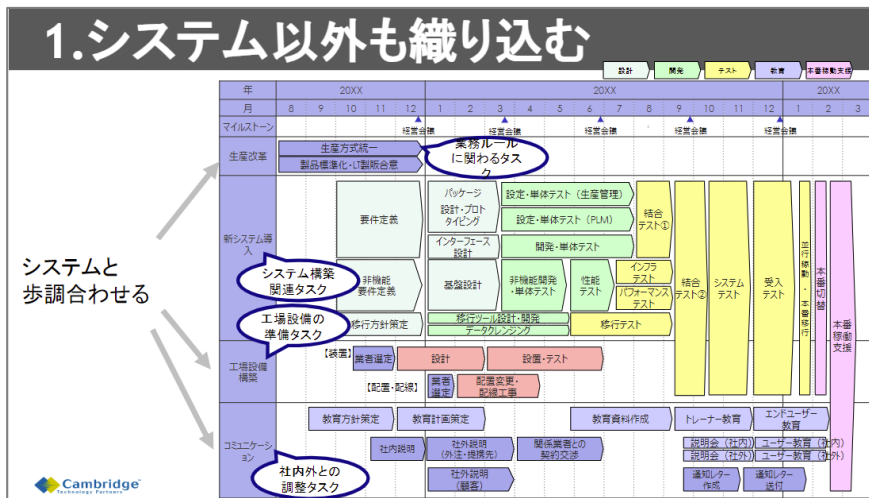 1.システム以外も織り込む
設計
開発
テスト
教育
本番稼動支援
年
20XX
20XX
20XX
月
8
9
10
11
12
1
2
3
4
5
6
7
8
9
10
11
12
1
2
3
マイルストーン
経営会議
経営会議
経営会議
経営会議
経営会議
生産改革
生産方式統一
製品標準化・LT製販合意
業務ルール
に関わるタス
ク
システムと
歩調合わせる
新システム導
入
要件定義
パッケージ
設計・プロト
タイピング
設定・単体テスト(生産管理)
設定・単体テスト(PLM)
結合
テスト①
インターフェース
設計
開発・単体テスト
システム構築
関連タスク
非機能
要件定義
基盤設計
非機能開発
・単体テスト
性能
テスト
インフラ
テスト
パフォーマンス
テスト
移行方針策定
移行ツール設計・開発
データクレンジング
移行テスト
結合
テスト②
システム
テスト
受入
テスト
並行稼動・本番移行
本番切替
本番
稼動
支援
工場設備の
準備タスク
工場設備
構築
【装置】
業者選定
設計
設置・テスト
【配置・配線】
業者
選定
配置変更・
配線工事
コミュニケー
ション
教育方針策定
教育計画策定
教育資料作成
トレーナー教育
エンドユーザー
教育
社内説明
社外説明
(外注・提携先)
関係業者との
契約交渉
説明会(社内)
ユーザー教育(社内)
説明会(社外)
ユーザー教育(社外)
社内外との
調整タスク
社外説明
(顧客)
通知レター
作成
通知レター
送付
Cambridge
Technology Partners